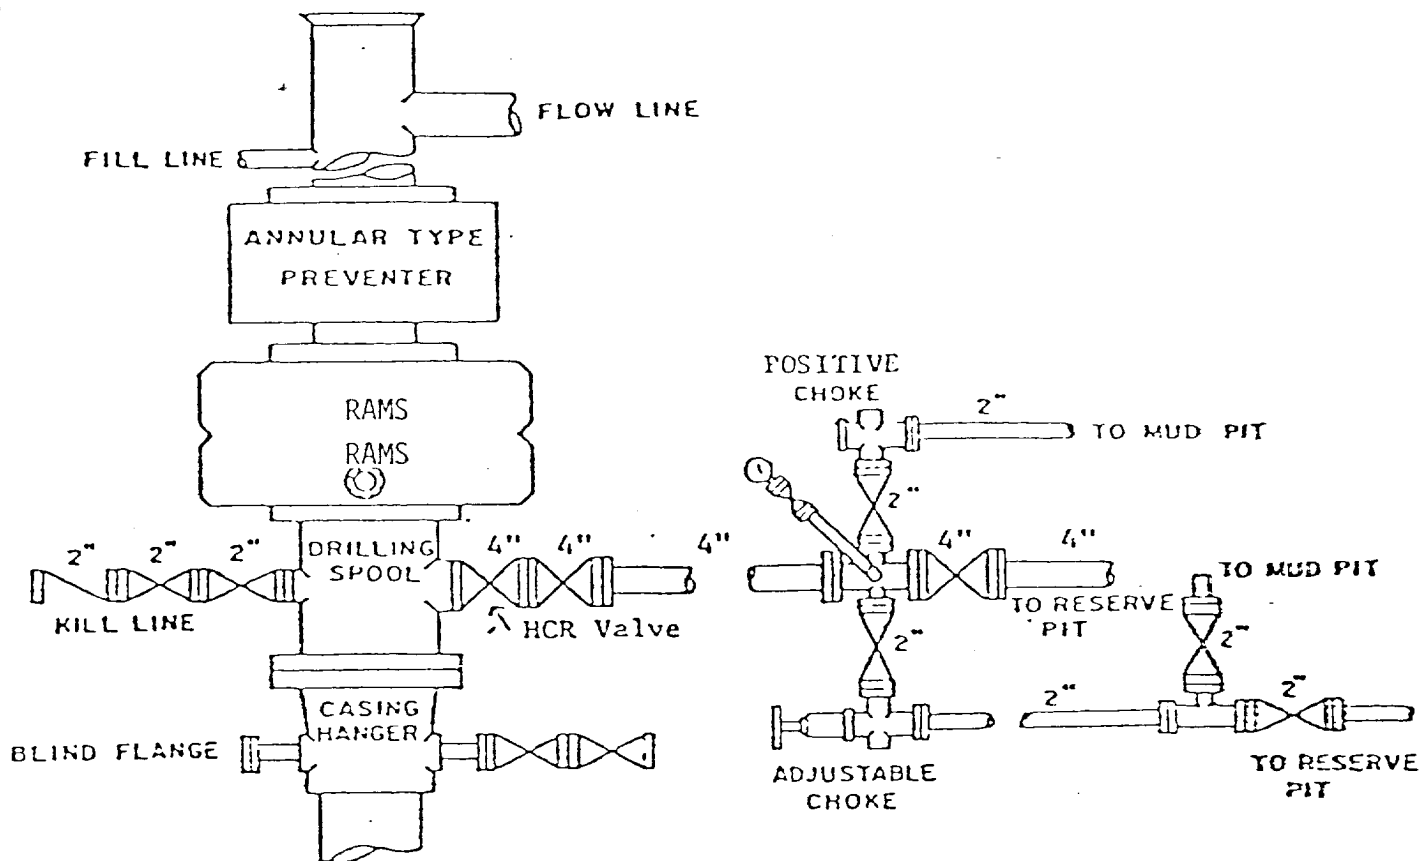 FLOW LINE
FILL LINE
ANNULAR TYPE
PREVENTER
RAMS
RAMS
POSITIVE
CHOKE
2"
TO MUD PIT
2"
2" 2" 2"
DRILLING
SPOOL
4" 4" 4"
4" 4"
KILL LINE
HCR Valve
TO RESERVE
PIT
TO MUD PIT
2"
2"
2"
2"
CASING
HANGER
BLIND FLANGE
ADJUSTABLE
CHOKE
TO RESERVE
PIT